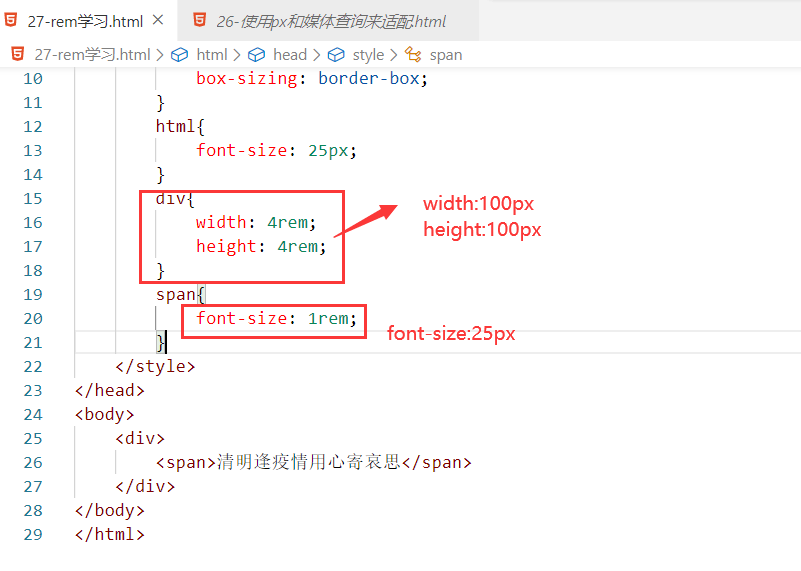 27-rem学习.html
26-使用px和媒体查询来适配.html
27-rem学习.html > html > head > style > span
10 box-sizing: border-box;
11 }
12 html{
13 font-size: 25px;
14 }
15 div{
16 width: 4rem;
width:100px
17 height: 4rem;
height:100px
18 }
19 span{
20 font-size: 1rem;
font-size:25px
21 }
22 </style>
23 </head>
24 <body>
25 <div>
26 <span>清明逢疫情用心寄哀思</span>
27 </div>
28 </body>
29 </html>